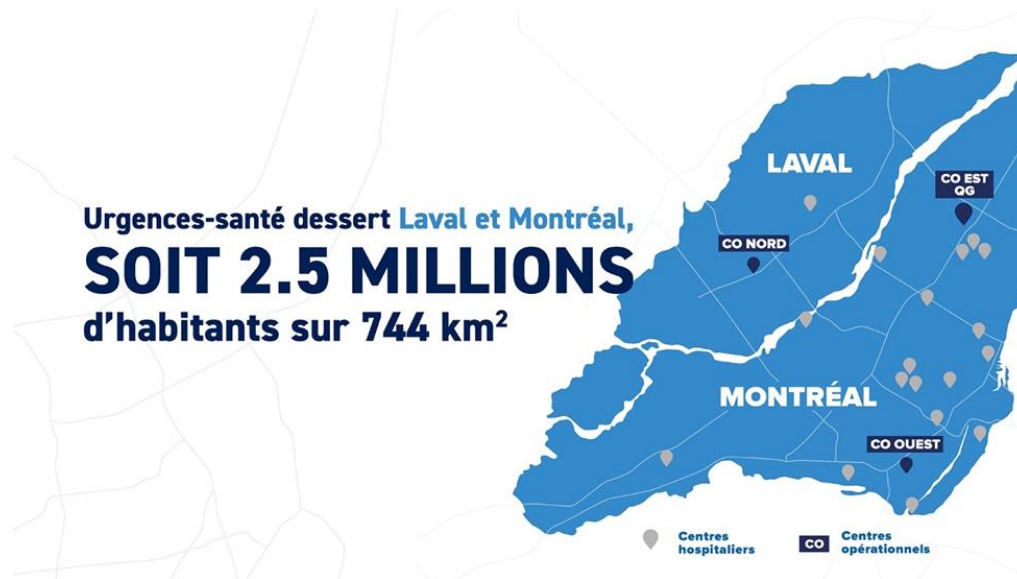 Urgences-santé dessert Laval et Montréal,
SOIT 2.5 MILLIONS
d'habitants sur 744 km²
LAVAL
CO EST
QG
CO NORD
MONTRÉAL
CO OUEST
Centres
hospitaliers
CO
Centres
opérationnels